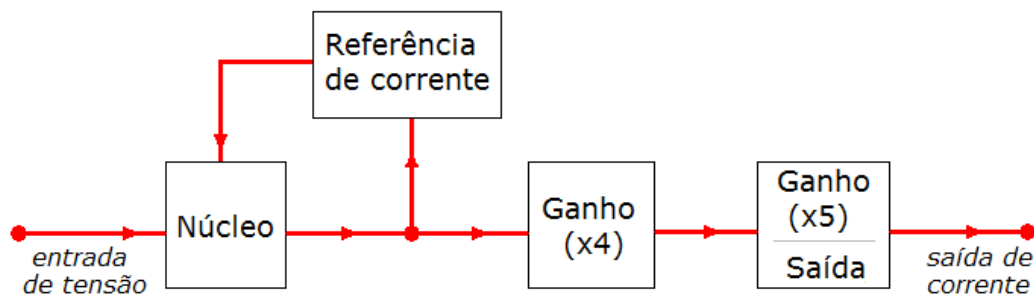 Referência
de corrente
Núcleo
Ganho
(x4)
Ganho
(x5)
Saída
entrada
de tensão
saída de
corrente